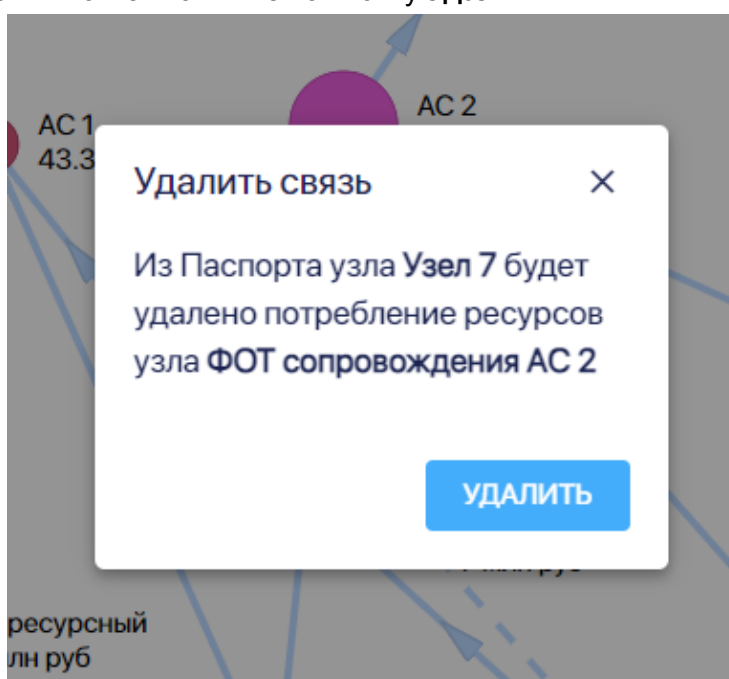 АС 2
АС 1
43.3
Удалить связь
Из Паспорта узла Узел 7 будет
удалено потребление ресурсов
узла ФОТ сопровождения АС 2
УДАЛИТЬ
ресурсный
лн руб